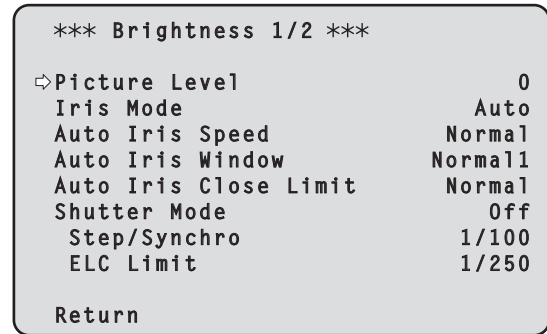 *** Brightness 1/2 ***
⇨Picture Level 0
Iris Mode Auto
Auto Iris Speed Normal
Auto Iris Window Normal1
Auto Iris Close Limit Normal
Shutter Mode Off
Step/Synchro 1/100
ELC Limit 1/250
Return